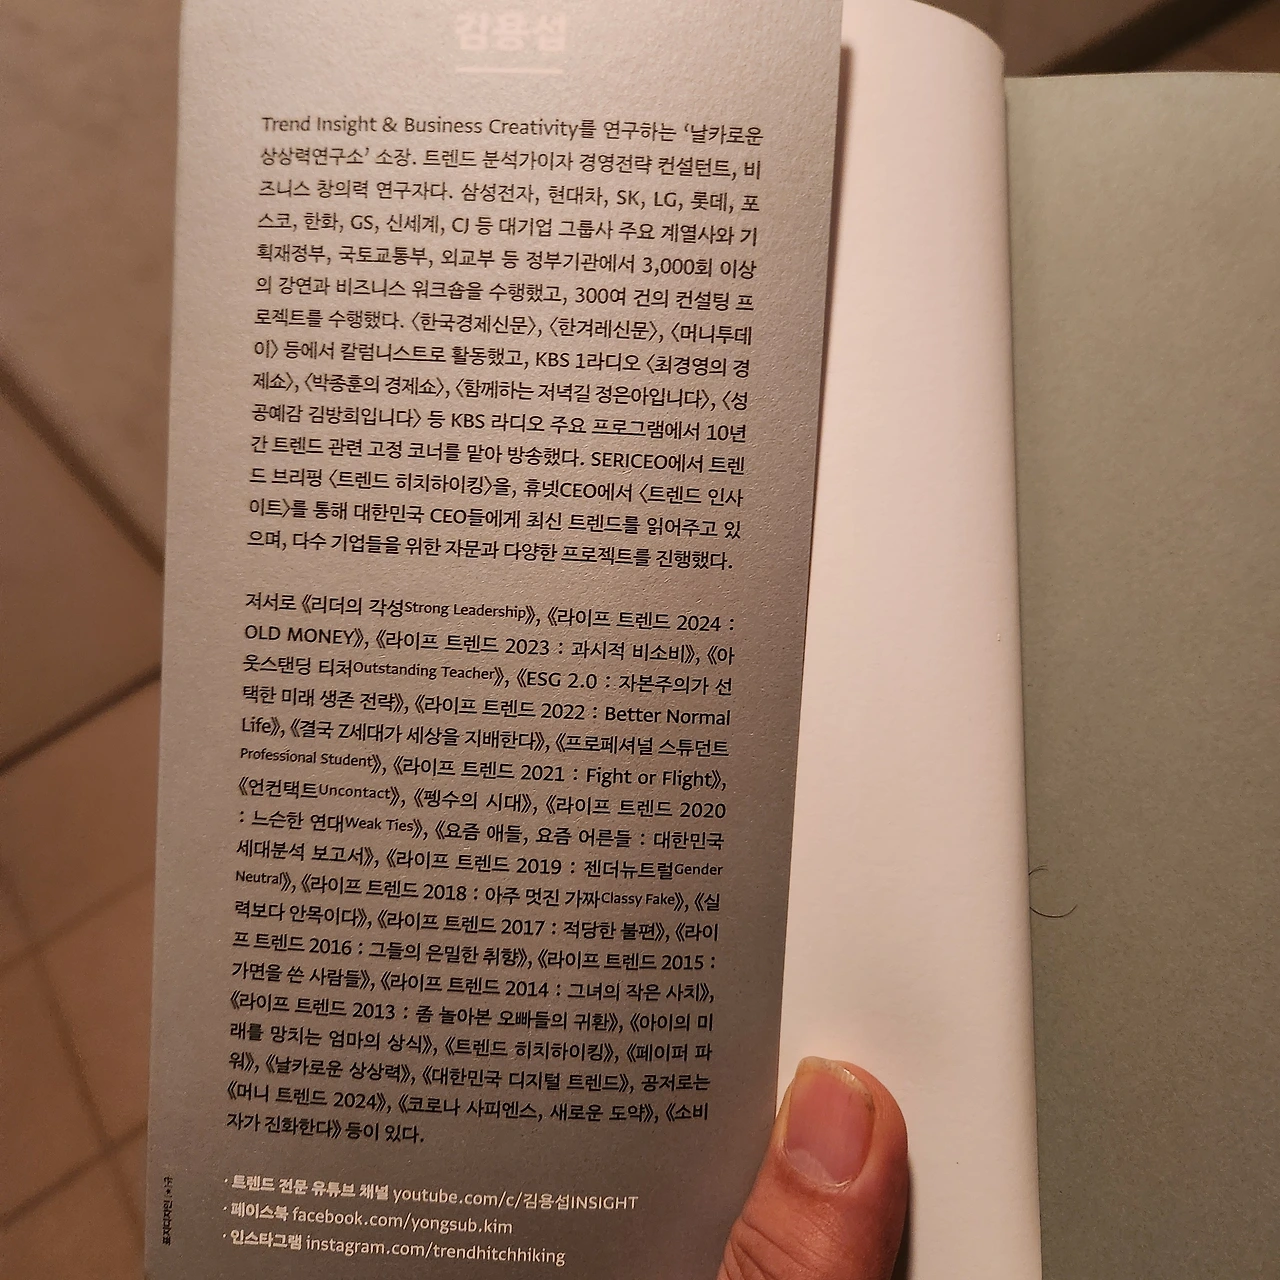 김용섭
Trend Insight & Business Creativity를 연구하는 ‘날카로운
상상력연구소’ 소장. 트렌드 분석가이자 경영전략 컨설턴트, 비
즈니스 창의력 연구자다. 삼성전자, 현대차, SK, LG, 롯데, 포
스코, 한화, GS, 신세계, CJ 등 대기업 그룹사 주요 계열사와 기
획재정부, 국토교통부, 외교부 등 정부기관에서 3,000회 이상
의 강연과 비즈니스 워크숍을 수행했고, 300여 건의 컨설팅 프
로젝트를 수행했다. 〈한국경제신문〉, 〈한겨레신문〉, 〈머니투데
이〉 등에서 칼럼니스트로 활동했고, KBS 1라디오 〈최경영의 경
제쇼〉, 〈박종훈의 경제쇼〉, 〈함께하는 저녁길 정은아입니다〉, 〈성
공예감 김방희입니다〉 등 KBS 라디오 주요 프로그램에서 10년
간 트렌드 관련 고정 코너를 맡아 방송했다. SERICEO에서 트렌
드 브리핑 〈트렌드 히치하이킹〉을, 휴넷CEO에서 〈트렌드 인사
이트〉를 통해 대한민국 CEO들에게 최신 트렌드를 읽어주고 있
으며, 다수 기업들을 위한 자문과 다양한 프로젝트를 진행했다.
저서로 《리더의 각성Strong Leadership》, 《라이프 트렌드 2024 :
OLD MONEY》, 《라이프 트렌드 2023 : 과시적 비소비》, 《아
웃스탠딩 티처Outstanding Teacher》, 《ESG 2.0 : 자본주의가 선
택한 미래 생존 전략》, 《라이프 트렌드 2022 : Better Normal
Life》, 《결국 Z세대가 세상을 지배한다》, 《프로페셔널 스튜던트
Professional Student》, 《라이프 트렌드 2021 : Fight or Flight》,
《언컨택트Uncontact》, 《펭수의 시대》, 《라이프 트렌드 2020
: 느슨한 연대Weak Ties》, 《요즘 애들, 요즘 어른들 : 대한민국
세대분석 보고서》, 《라이프 트렌드 2019 : 젠더뉴트럴Gender
Neutral》, 《라이프 트렌드 2018 : 아주 멋진 가짜Classy Fake》, 《실
력보다 안목이다》, 《라이프 트렌드 2017 : 적당한 불편》, 《라이
프 트렌드 2016 : 그들의 은밀한 취향》, 《라이프 트렌드 2015 :
가면을 쓴 사람들》, 《라이프 트렌드 2014 : 그녀의 작은 사치》,
《라이프 트렌드 2013 : 좀 놀아본 오빠들의 귀환》, 《아이의 미
래를 망치는 엄마의 상식》, 《트렌드 히치하이킹》, 《페이퍼 파
워》, 《날카로운 상상력》, 《대한민국 디지털 트렌드》, 공저로는
《머니 트렌드 2024》, 《코로나 사피엔스, 새로운 도약》, 《소비
자가 진화한다》 등이 있다.
· 트렌드 전문 유튜브 채널 youtube.com/c/김용섭INSIGHT
· 페이스북 facebook.com/yongsub.kim
· 인스타그램 instagram.com/trendhitchhiking